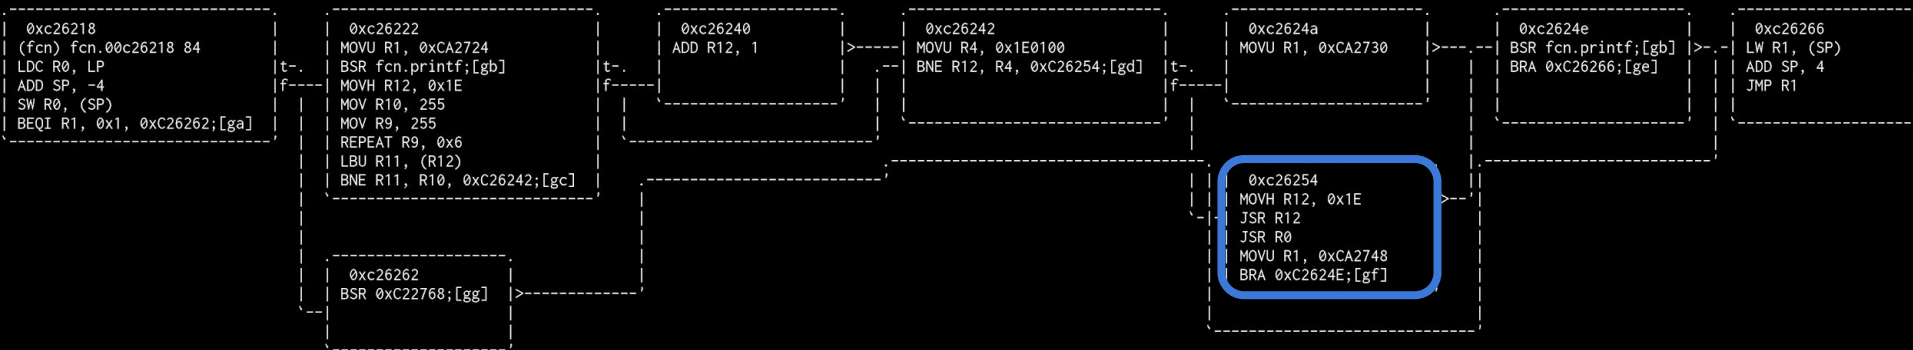 0xc26218
(fcn) fcn.00c26218 84
LDC R0, LP
ADD SP, -4
SW R0, (SP)
BEQI R1, 0x1, 0xC26262;[ga]
t
f
0xc26222
MOVU R1, 0xCA2724
BSR fcn.printf;[gb]
MOVH R12, 0x1E
MOV R10, 255
MOV R9, 255
REPEAT R9, 0x6
LBU R11, (R12)
BNE R11, R10, 0xC26242;[gc]
t
f
0xc26240
ADD R12, 1
0xc26242
MOVU R4, 0x1E0100
BNE R12, R4, 0xC26254;[gd]
t
f
0xc2624a
MOVU R1, 0xCA2730
0xc2624e
BSR fcn.printf;[gb]
BRA 0xC26266;[ge]
0xc26266
LW R1, (SP)
ADD SP, 4
JMP R1
0xc26254
MOVH R12, 0x1E
JSR R12
JSR R0
MOVU R1, 0xCA2748
BRA 0xC2624E;[gf]
0xc26262
BSR 0xC22768;[gg]